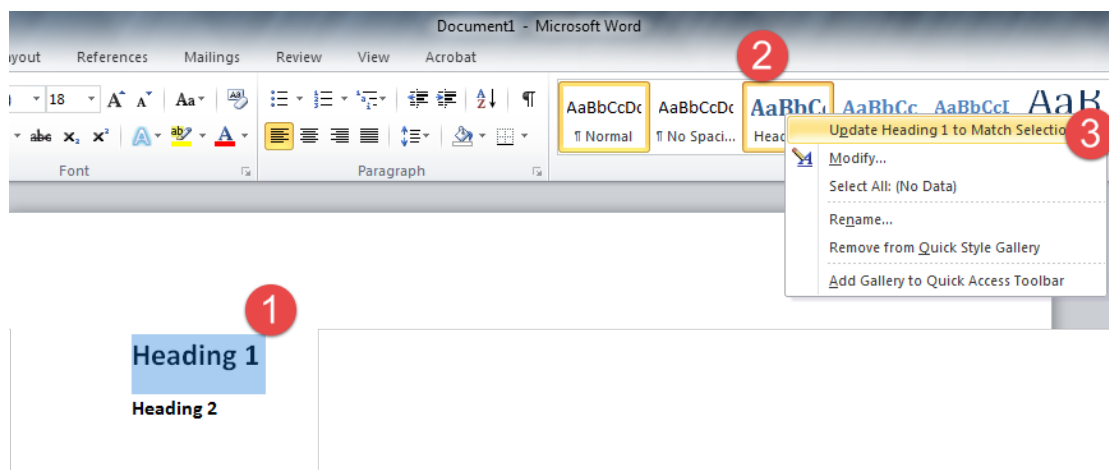 Document1 - Microsoft Word
yout References Mailings Review View Acrobat
2
18 A A Aa
AaBbCcDc AaBbCcDc AaBbC AaBbCc AaBbCcI AaB
¶ Normal ¶ No Spaci... Head
abc x₂ x² A ab A
Font Paragraph
Update Heading 1 to Match Selectio
3
Modify...
Select All: (No Data)
Rename...
Remove from Quick Style Gallery
Add Gallery to Quick Access Toolbar
1
Heading 1
Heading 2